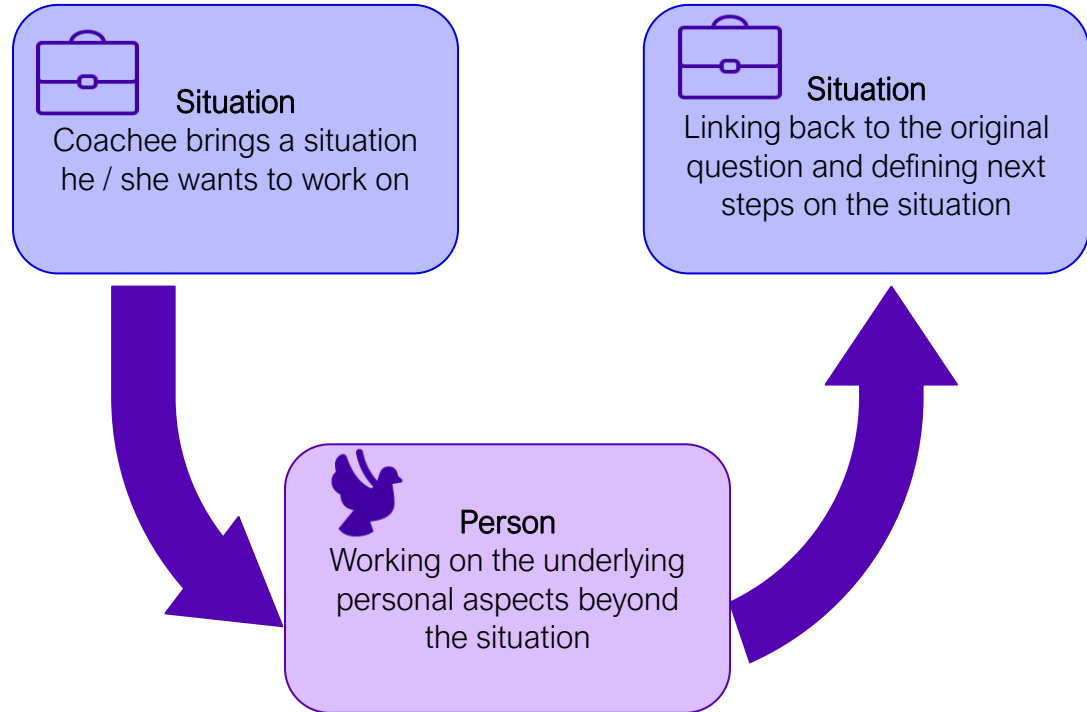 Situation
Coachee brings a situation
he / she wants to work on
Situation
Linking back to the original
question and defining next
steps on the situation
Person
Working on the underlying
personal aspects beyond
the situation